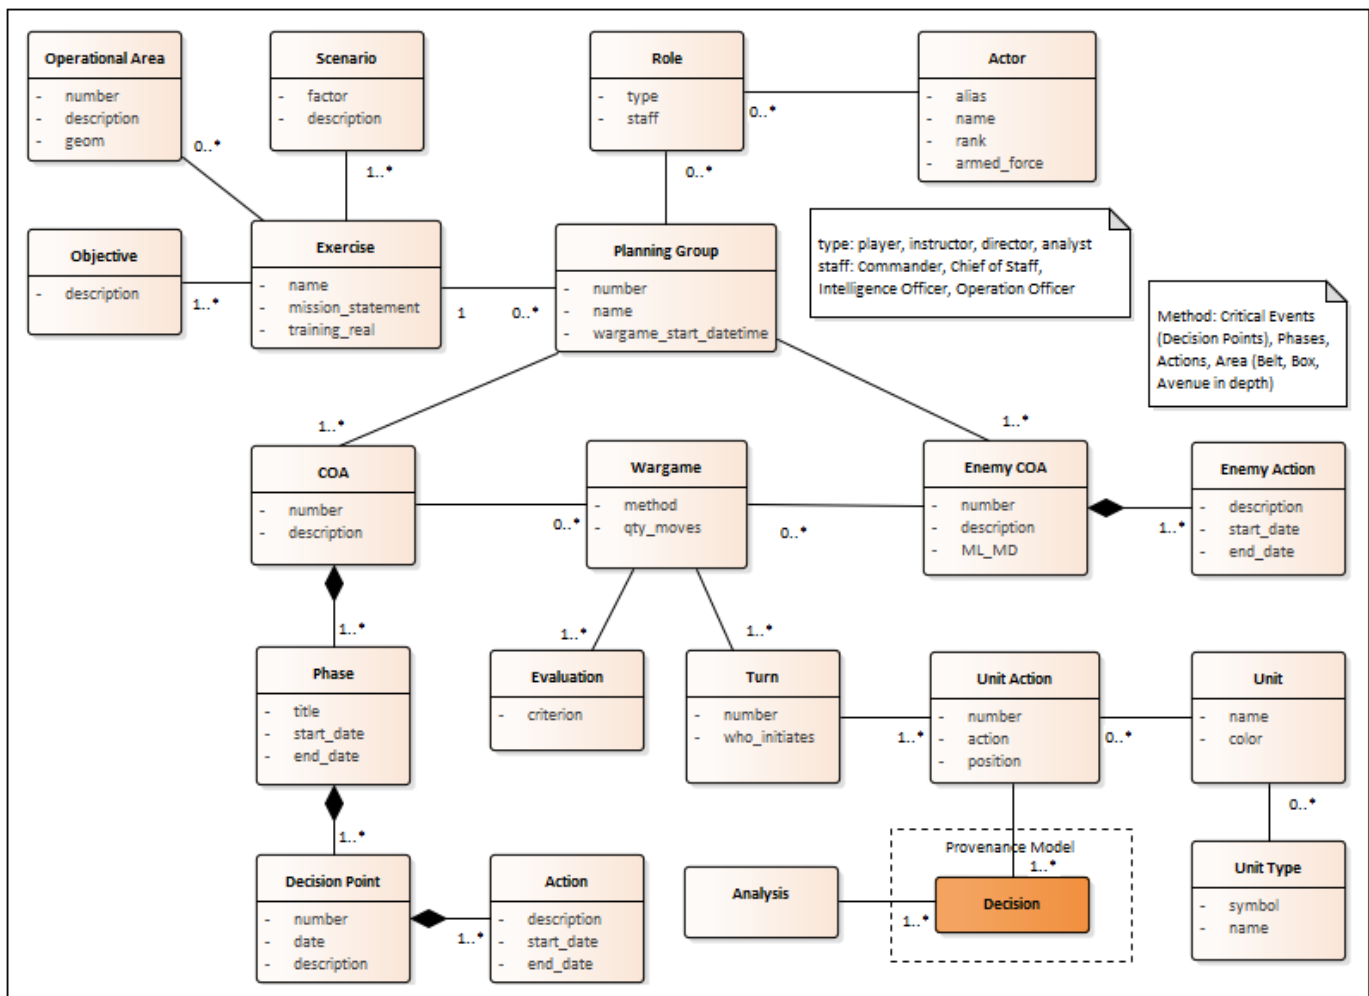 Operational Area
- number
- description
- geom
0..*
Scenario
- factor
- description
1..*
Role
- type
- staff
0..*
0..*
Actor
- alias
- name
- rank
- armed_force
Objective
- description
1..*
Exercise
- name
- mission_statement
- training_real
1
0..*
Planning Group
- number
- name
- wargame_start_datetime
type: player, instructor, director, analyst
staff: Commander, Chief of Staff,
Intelligence Officer, Operation Officer
Method: Critical Events
(Decision Points), Phases,
Actions, Area (Belt, Box,
Avenue in depth)
1..*
1..*
COA
- number
- description
0..*
Wargame
- method
- qty_moves
0..*
Enemy COA
- number
- description
- ML_MD
1..*
Enemy Action
- description
- start_date
- end_date
1..*
1..*
1..*
Phase
- title
- start_date
- end_date
Evaluation
- criterion
Turn
- number
- who_initiates
1..*
Unit Action
- number
- action
- position
0..*
Unit
- name
- color
0..*
1..*
Decision Point
- number
- date
- description
1..*
Action
- description
- start_date
- end_date
Analysis
1..*
Provenance Model
1..*
Decision
Unit Type
- symbol
- name